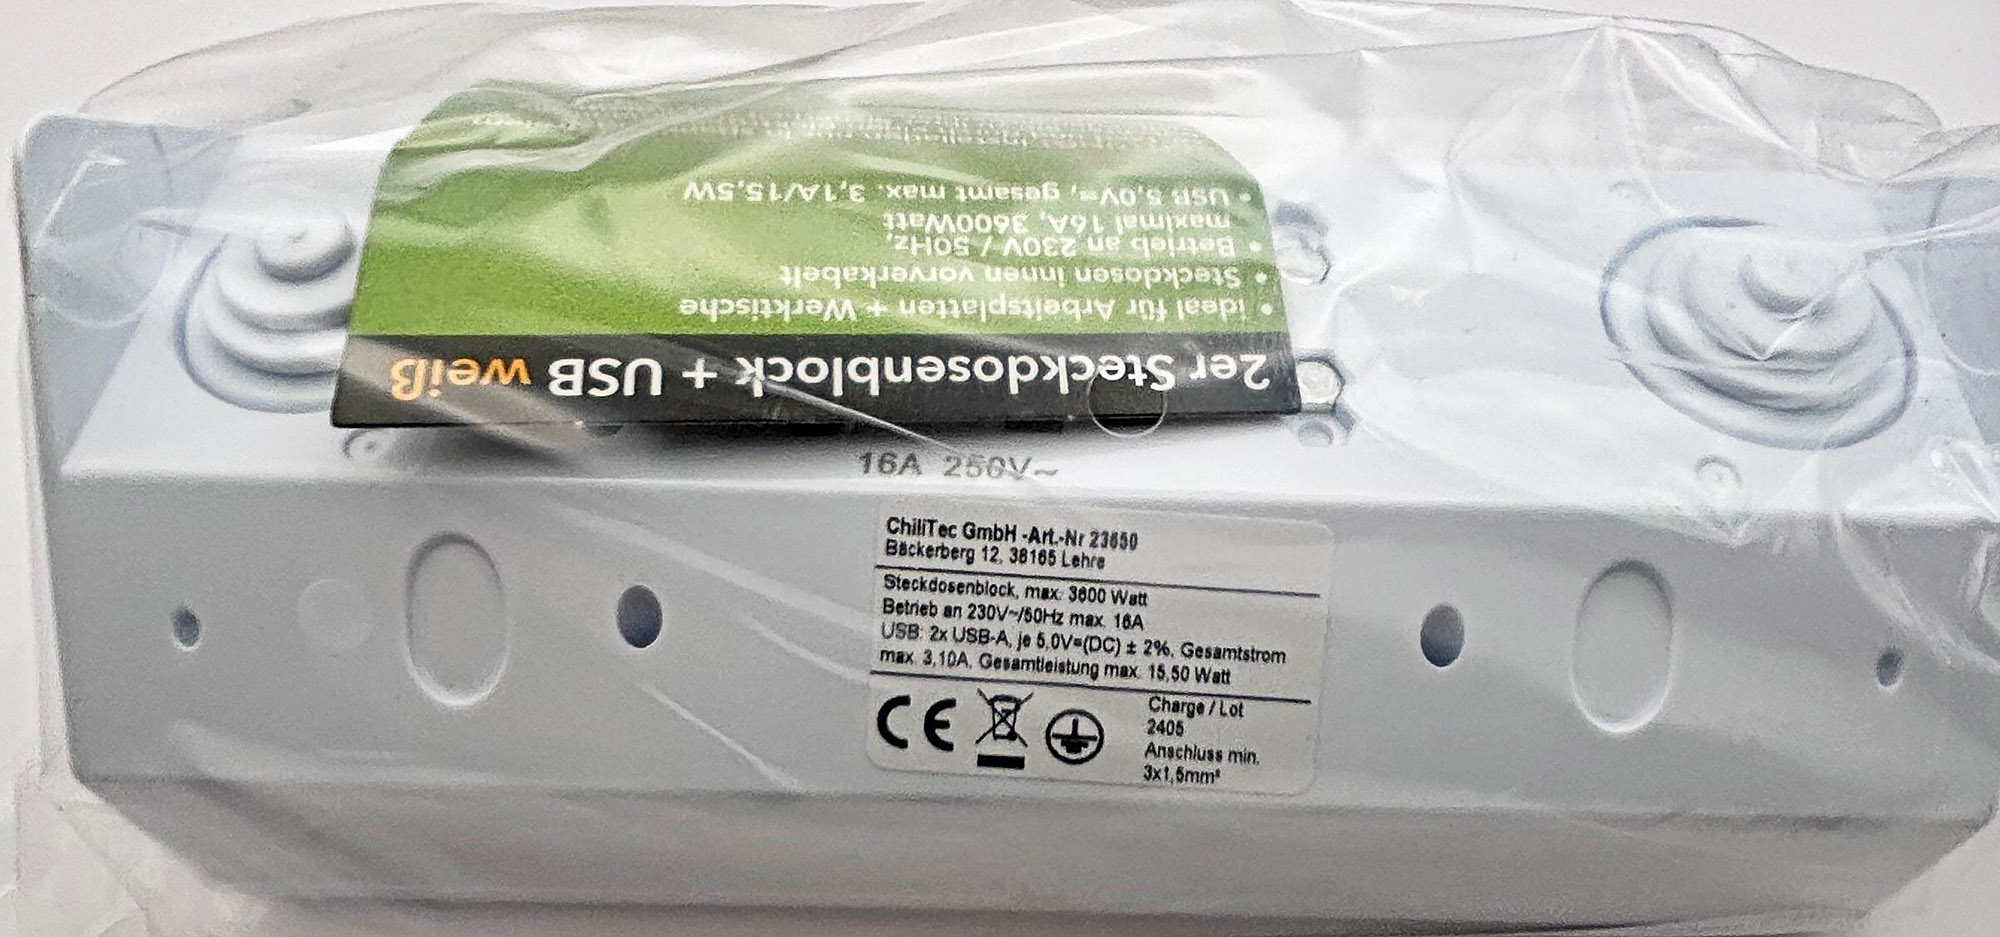 2er Steckdosenblock + USB weiß
• ideal für Arbeitsplatten + Werktische
• Steckdosen innen vorverkabelt
• Betrieb an 230V / 50Hz,
maximal 16A, 3600Watt
• USB 5,0V=, gesamt max. 3,1A/15,5W
16A 250V~
ChiliTec GmbH -Art.-Nr 23650
Bäckerberg 12, 38165 Lehre
Steckdosenblock, max. 3600 Watt
Betrieb an 230V~/50Hz max. 16A
USB: 2x USB-A, je 5,0V=(DC) ± 2%, Gesamtstrom
max. 3,10A, Gesamtleistung max. 15,50 Watt
CE
Charge / Lot
2405
Anschluss min.
3x1,5mm²